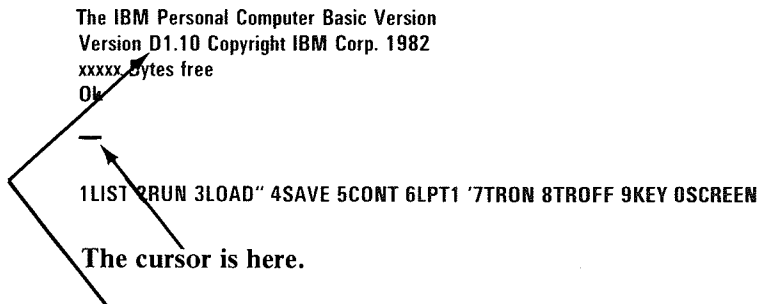 The IBM Personal Computer Basic Version
Version D1.10 Copyright IBM Corp. 1982
xxxxx Bytes free
Ok
1LIST 2RUN 3LOAD" 4SAVE 5CONT 6LPT1 '7TRON 8TROFF 9KEY 0SCREEN
The cursor is here.